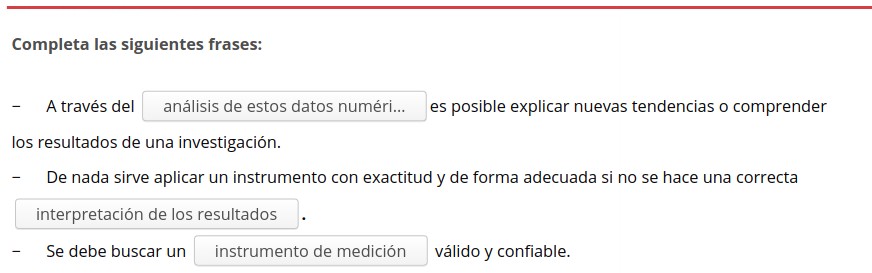 Completa las siguientes frases:
– A través del análisis de estos datos numéri... es posible explicar nuevas tendencias o comprender
los resultados de una investigación.
– De nada sirve aplicar un instrumento con exactitud y de forma adecuada si no se hace una correcta
interpretación de los resultados .
– Se debe buscar un instrumento de medición válido y confiable.